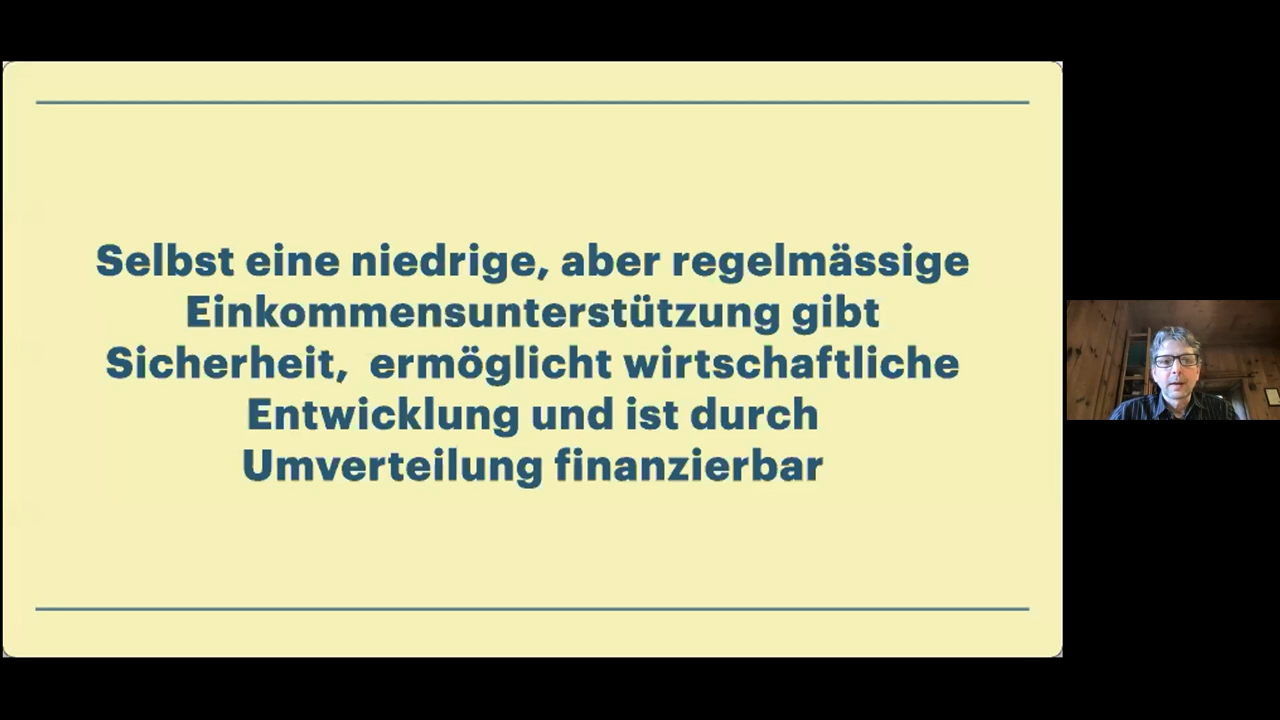 Selbst eine niedrige, aber regelmässige
Einkommensunterstützung gibt
Sicherheit,  ermöglicht wirtschaftliche
Entwicklung und ist durch
Umverteilung finanzierbar